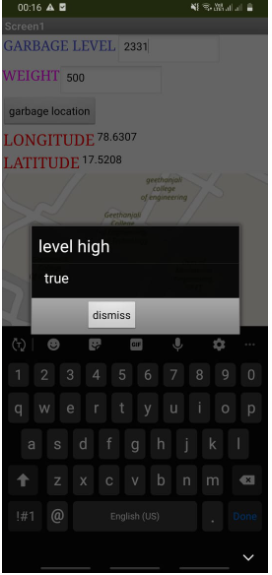 00:16
Screen1
GARBAGE LEVEL 2331
WEIGHT 500
garbage location
LONGITUDE 78.6307
LATITUDE 17.5208
geethanjali
college
of engineering
Geethanjali
College
level high
true
dismiss
GIF
1 2 3 4 5 6 7 8 9 0
q w e r t y u i o p
a s d f g h j k l
z x c v b n m
!#1 @ English (US) . Done